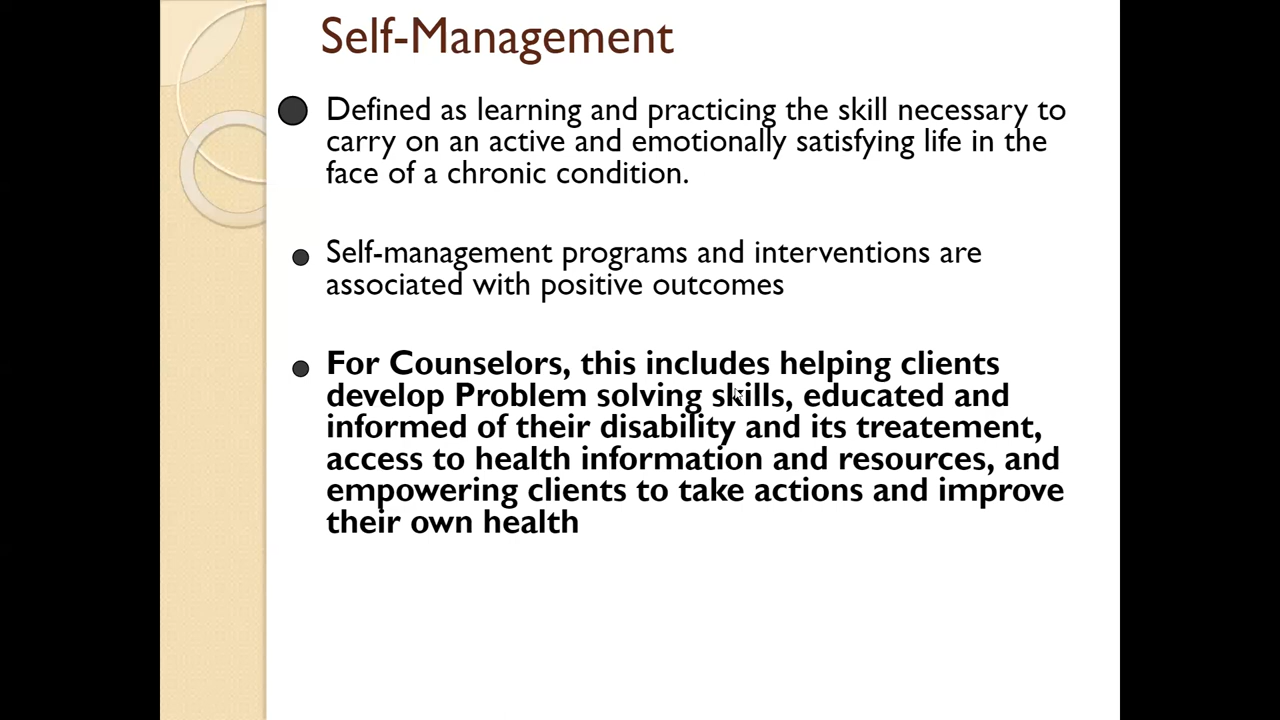 Self-Management
Defined as learning and practicing the skill necessary to
carry on an active and emotionally satisfying life in the
face of a chronic condition.
Self-management programs and interventions are
associated with positive outcomes
For Counselors, this includes helping clients
develop Problem solving skills, educated and
informed of their disability and its treatement,
access to health information and resources, and
empowering clients to take actions and improve
their own health